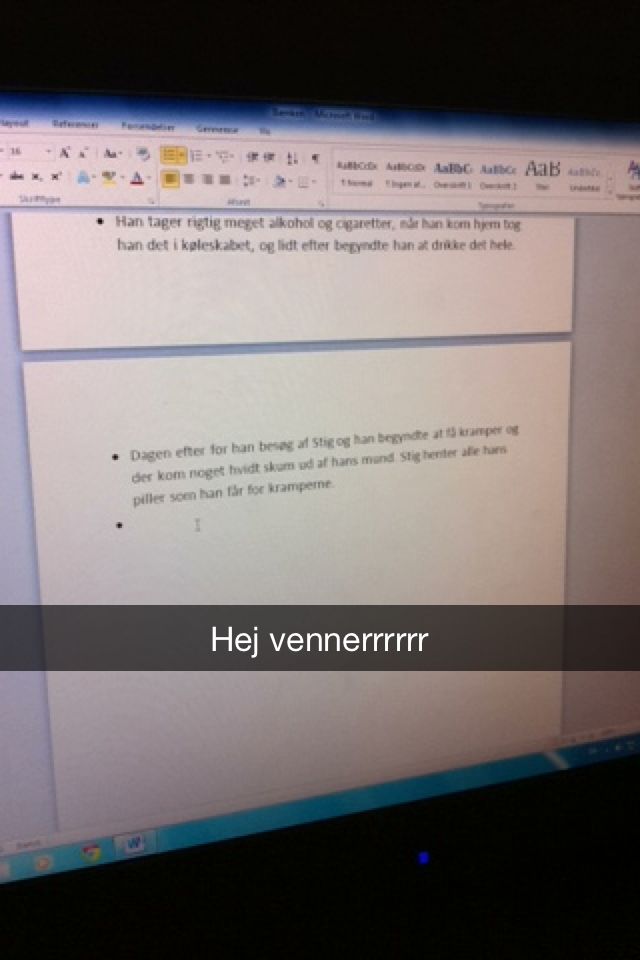 Microsoft Word
Layout Referencer Forsendelser Gennemse Vis
16 Aa
abc x₂ x² A
AaBbCcDc AaBbCcDc AaBbC AaBbCc AaB AaBbCc.
¶ Normal ¶ Ingen af... Overskrift 1 Overskrift 2 Titel Undertitel
Skrifttype Afsnit Typografier
• Han tager rigtig meget alkohol og cigaretter, når han kom hjem tog
han det i køleskabet, og lidt efter begyndte han at drikke det hele.
• Dagen efter for han besøg af Stig og han begyndte at få kramper og
der kom noget hvidt skum ud af hans mund. Stig henter alle hans
piller som han får for kramperne.
•
Hej vennerrrrrr